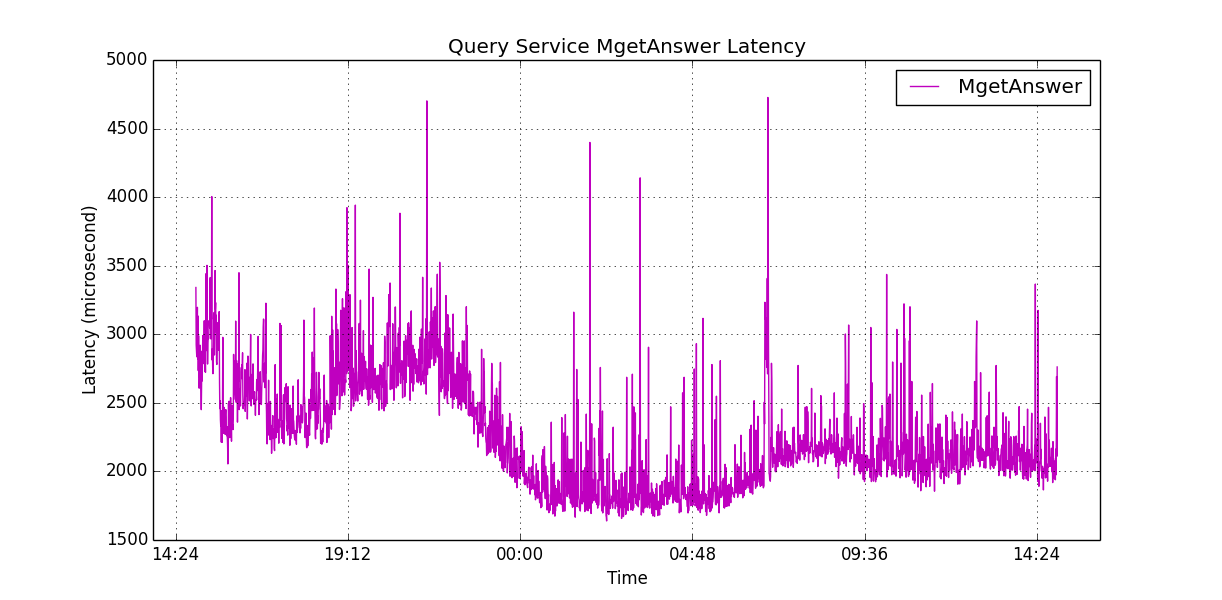 Query Service MgetAnswer Latency
5000
4500
4000
3500
3000
2500
2000
1500
Latency (microsecond)
MgetAnswer
14:24 19:12 00:00 04:48 09:36 14:24
Time